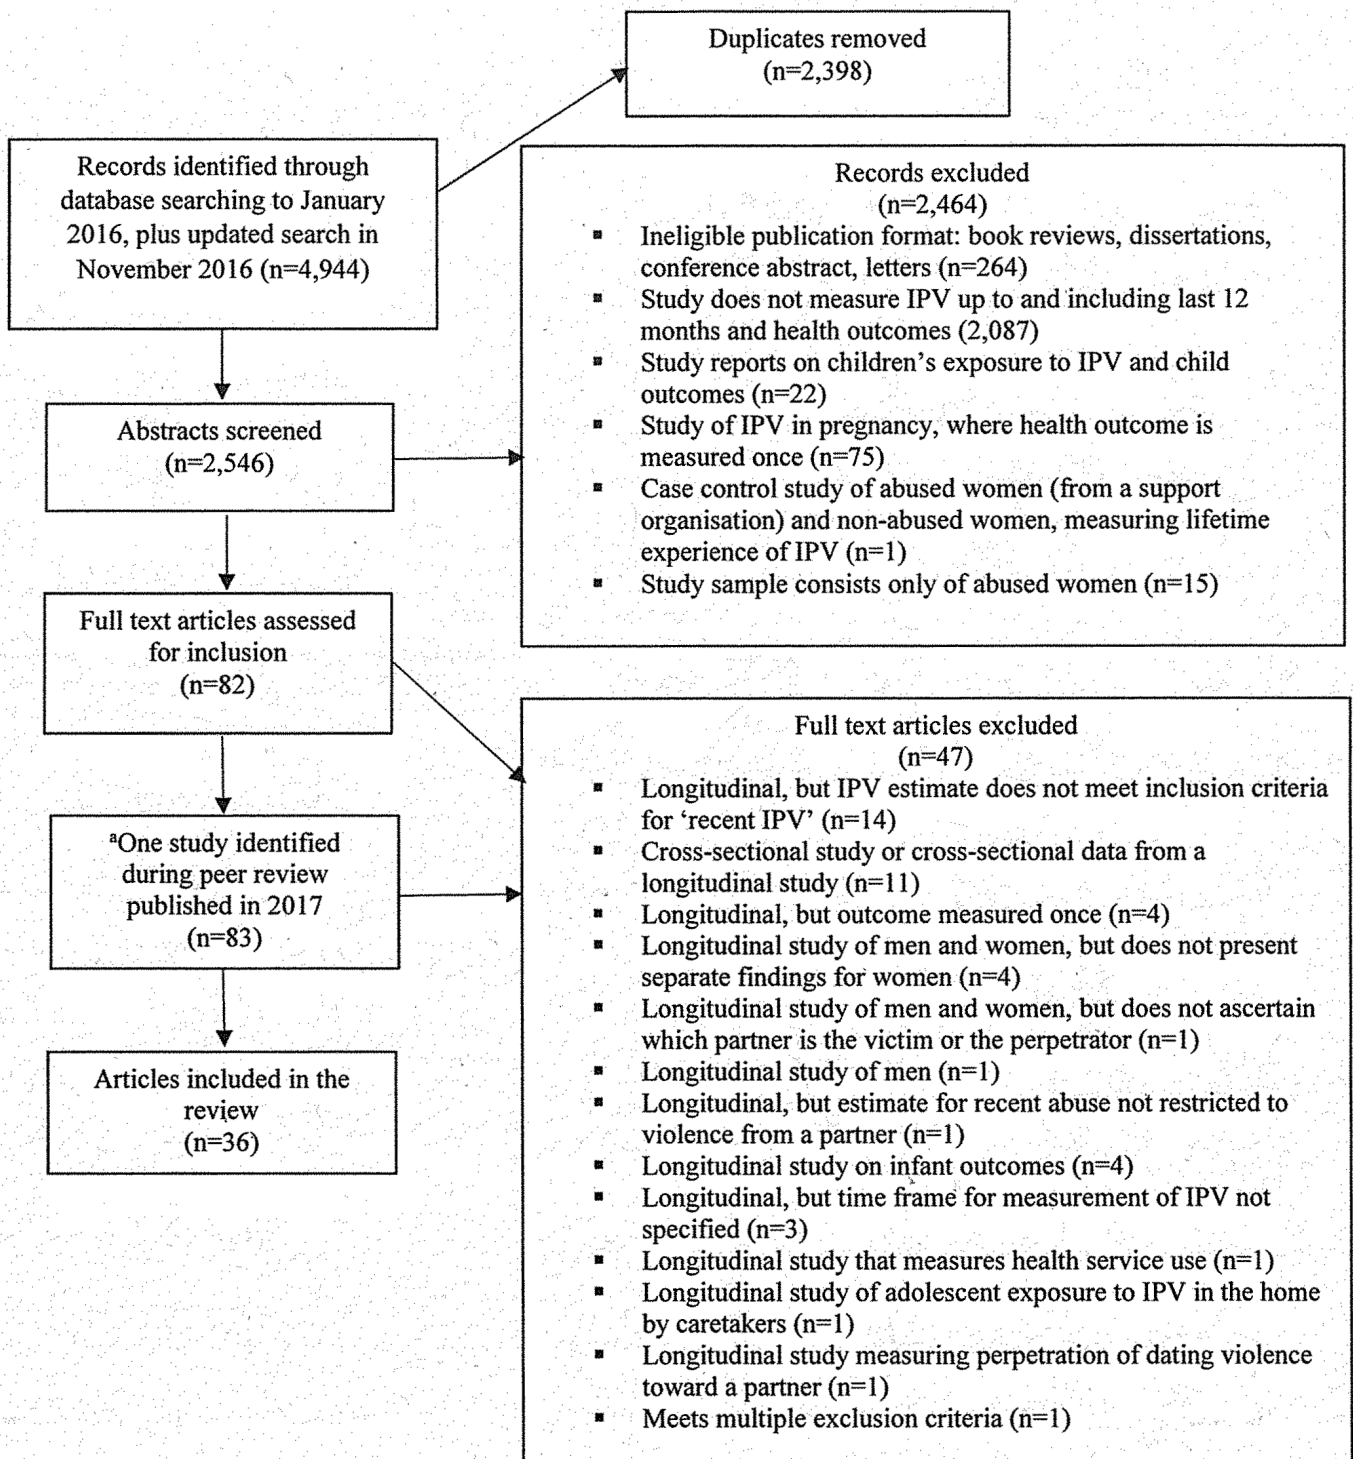 Duplicates removed
(n=2,398)
Records identified through
database searching to January
2016, plus updated search in
November 2016 (n=4,944)
Records excluded
(n=2,464)
▪ Ineligible publication format: book reviews, dissertations,
conference abstract, letters (n=264)
▪ Study does not measure IPV up to and including last 12
months and health outcomes (2,087)
▪ Study reports on children's exposure to IPV and child
outcomes (n=22)
▪ Study of IPV in pregnancy, where health outcome is
measured once (n=75)
▪ Case control study of abused women (from a support
organisation) and non-abused women, measuring lifetime
experience of IPV (n=1)
▪ Study sample consists only of abused women (n=15)
Abstracts screened
(n=2,546)
Full text articles assessed
for inclusion
(n=82)
Full text articles excluded
(n=47)
▪ Longitudinal, but IPV estimate does not meet inclusion criteria
for ‘recent IPV’ (n=14)
▪ Cross-sectional study or cross-sectional data from a
longitudinal study (n=11)
▪ Longitudinal, but outcome measured once (n=4)
▪ Longitudinal study of men and women, but does not present
separate findings for women (n=4)
▪ Longitudinal study of men and women, but does not ascertain
which partner is the victim or the perpetrator (n=1)
▪ Longitudinal study of men (n=1)
▪ Longitudinal, but estimate for recent abuse not restricted to
violence from a partner (n=1)
▪ Longitudinal study on infant outcomes (n=4)
▪ Longitudinal, but time frame for measurement of IPV not
specified (n=3)
▪ Longitudinal study that measures health service use (n=1)
▪ Longitudinal study of adolescent exposure to IPV in the home
by caretakers (n=1)
▪ Longitudinal study measuring perpetration of dating violence
toward a partner (n=1)
▪ Meets multiple exclusion criteria (n=1)
ᵃOne study identified
during peer review
published in 2017
(n=83)
Articles included in the
review
(n=36)